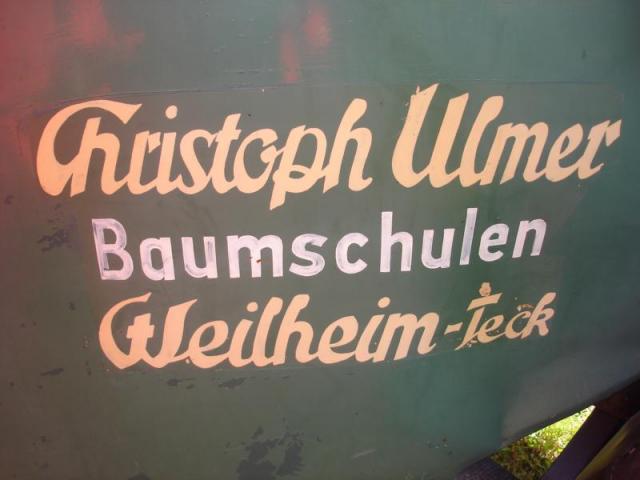 Christoph Ulmer
Baumschulen
Weilheim-Teck